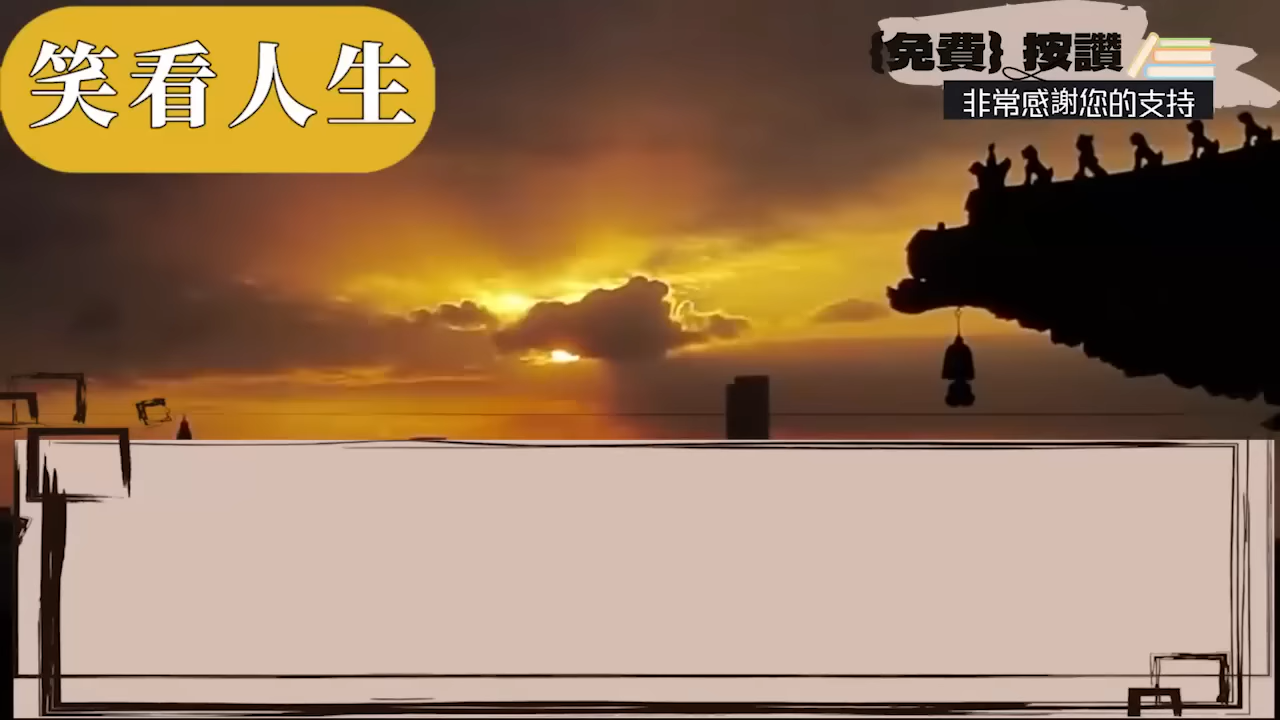 笑看人生
{免費} 按讚
非常感謝您的支持